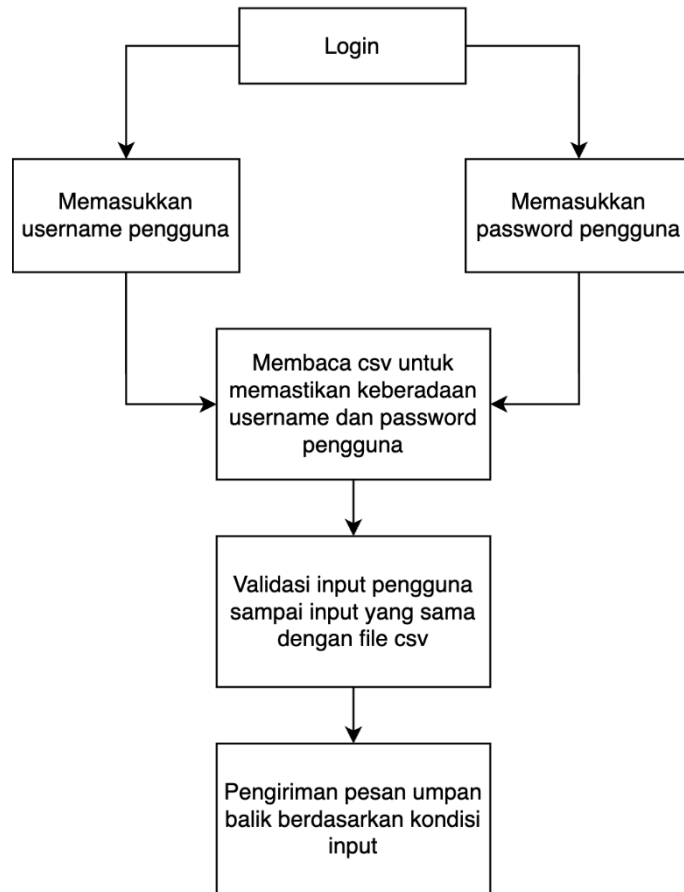 Login
Memasukkan
username pengguna
Memasukkan
password pengguna
Membaca csv untuk
memastikan keberadaan
username dan password
pengguna
Validasi input pengguna
sampai input yang sama
dengan file csv
Pengiriman pesan umpan
balik berdasarkan kondisi
input